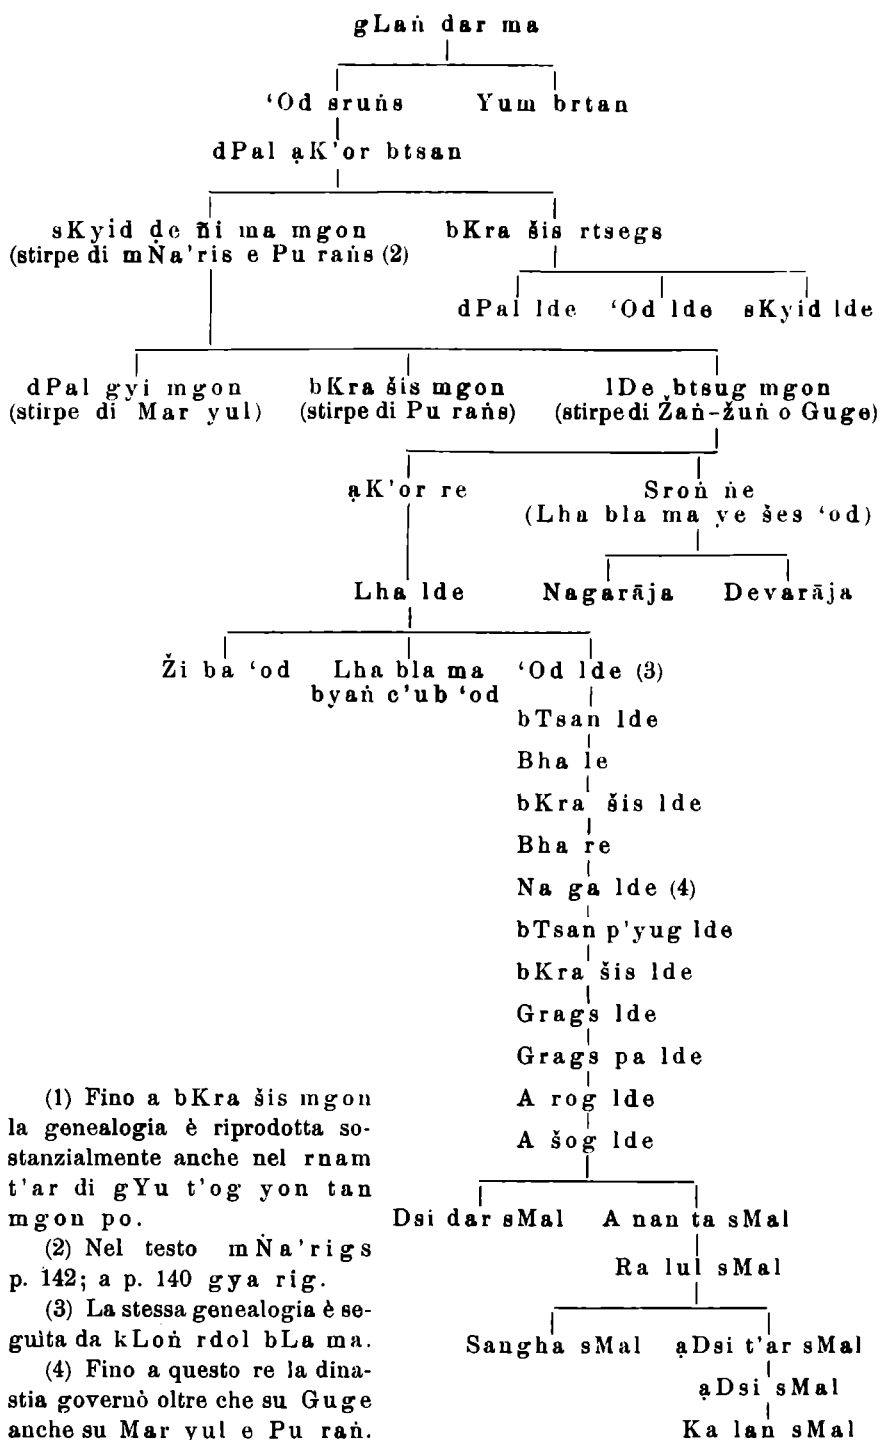 gLaṅ dar ma
‘Od sruṅs Yum brtan
dPal ạK'or btsan
sKyid ḍe ñi ma mgon bKra šis rtsegs
(stirpe di mṄa'ris e Pu raṅs (2)
dPal lde ‘Od lde sKyid lde
dPal gyi mgon bKra šis mgon lDe btsug mgon
(stirpe di Mar yul) (stirpe di Pu raṅs) (stirpe di Žaṅ-žuṅ o Guge)
ạK'or re Sroṅ ṅe
(Lha bla ma ye šes ‘od)
Lha lde Nagarāja Devarāja
Ži ba ‘od Lha bla ma ‘Od lde (3)
byaṅ c'ub ‘od
bTsan lde
Bha le
bKra šis lde
Bha re
Na ga lde (4)
bTsan p'yug lde
bKra šis lde
Grags lde
Grags pa lde
A rog lde
A šog lde
Dsi dar sMal A nan ta sMal
Ra lul sMal
Sangha sMal ạDsi t'ar sMal
ạDsi sMal
Ka lan sMal
(1) Fino a bKra šis mgon
la genealogia è riprodotta so-
stanzialmente anche nel rnam
t'ar di gYu t'og yon tan
mgon po.
(2) Nel testo mṄa'rigs
p. 142; a p. 140 gya rig.
(3) La stessa genealogia è se-
guìta da kLoṅ rdol bLa ma.
(4) Fino a questo re la dina-
stia governò oltre che su Guge
anche su Mar yul e Pu raṅ.